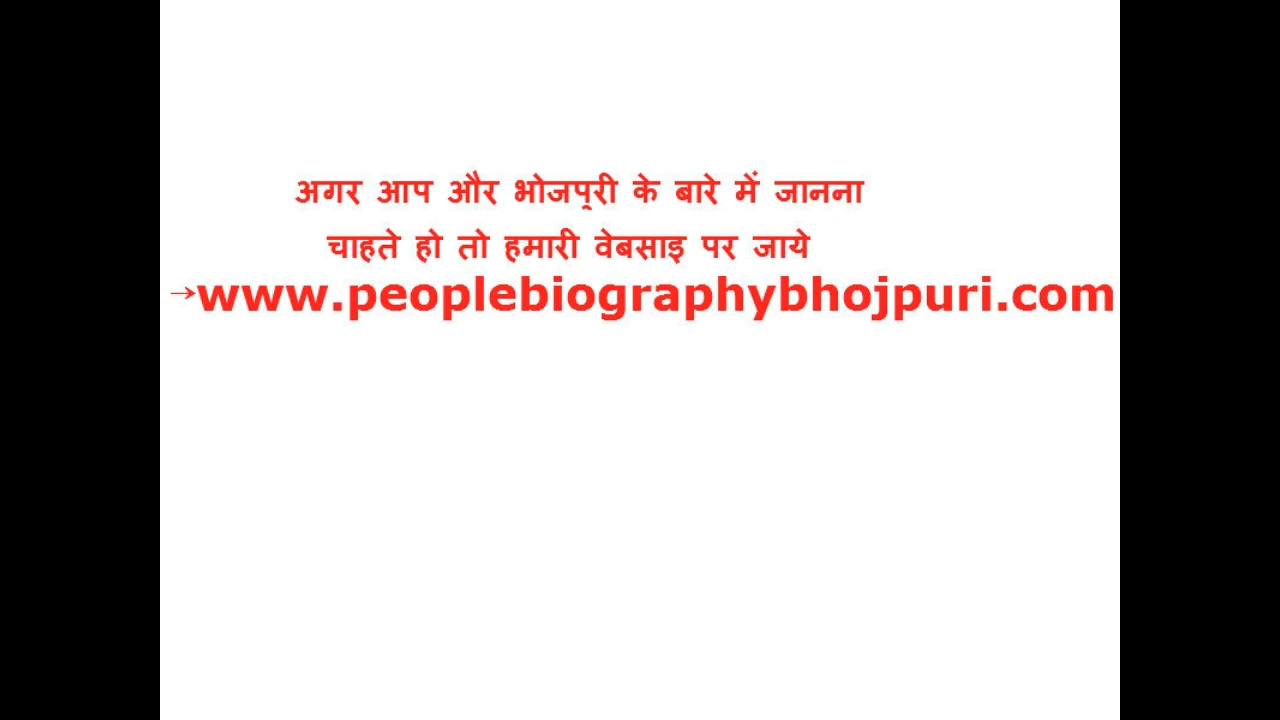 अगर आप और भोजपूरी के बारे में जानना
चाहते हो तो हमारी वेबसाइ पर जाये
→www.peoplebiographybhojpuri.com